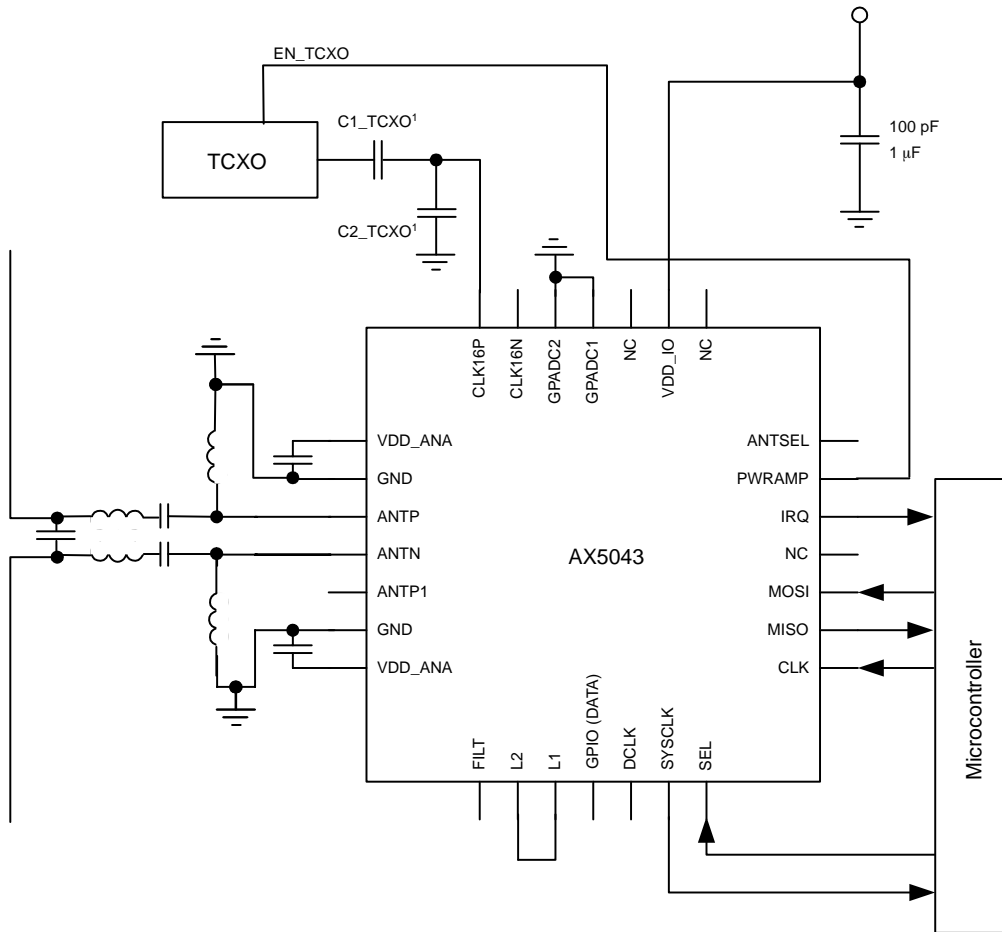 EN_TCXO
C1_TCXO¹
TCXO
100 pF
1 μF
C2_TCXO¹
CLK16P
CLK16N
GPADC2
GPADC1
NC
VDD_IO
NC
VDD_ANA
GND
ANTP
ANTN
ANTP1
GND
VDD_ANA
AX5043
ANTSEL
PWRAMP
IRQ
NC
MOSI
MISO
CLK
FILT
L2
L1
GPIO (DATA)
DCLK
SYSCLK
SEL
Microcontroller